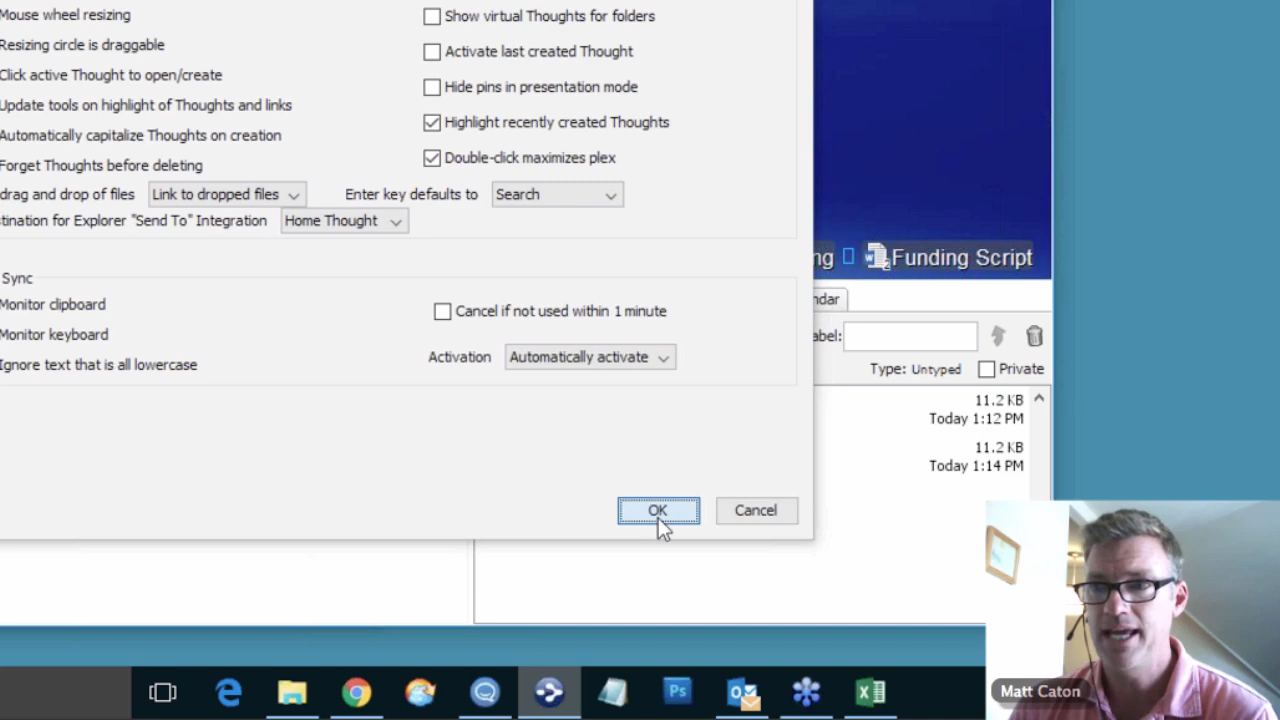 Mouse wheel resizing
Show virtual Thoughts for folders
Resizing circle is draggable
Activate last created Thought
Click active Thought to open/create
Hide pins in presentation mode
Update tools on highlight of Thoughts and links
Highlight recently created Thoughts
Automatically capitalize Thoughts on creation
Double-click maximizes plex
Forget Thoughts before deleting
drag and drop of files Link to dropped files Enter key defaults to Search
tination for Explorer "Send To" Integration Home Thought
ng Funding Script
Sync
Monitor clipboard
Cancel if not used within 1 minute
Monitor keyboard
Activation Automatically activate
Ignore text that is all lowercase
ndar
abel:
Type: Untyped Private
11.2 KB
Today 1:12 PM
11.2 KB
Today 1:14 PM
OK Cancel
Matt Caton
Ps